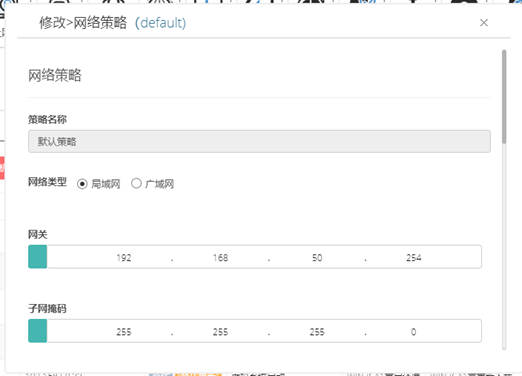 修改>网络策略（default）
网络策略
策略名称
默认策略
网络类型 局域网 广域网
网关
192 . 168 . 50 . 254
子网掩码
255 . 255 . 255 . 0